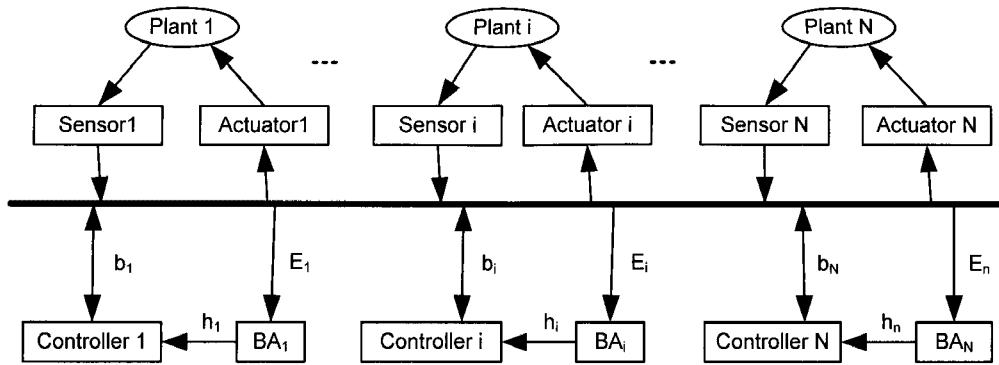 Plant 1 Plant i Plant N
--- ---
Sensor1 Actuator1 Sensor i Actuator i Sensor N Actuator N
b1 E1 bi Ei bN En
h1 hi hn
Controller 1 BA1 Controller i BAi Controller N BAN